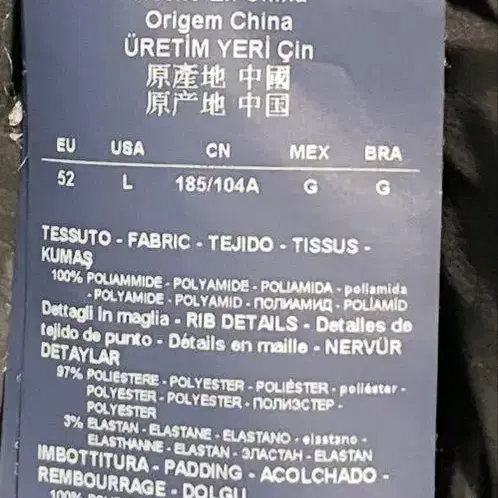 Origem China
ÜRETİM YERİ Çin
原產地 中國
原产地 中国
EU USA CN MEX BRA
52 L 185/104A G G
TESSUTO - FABRIC - TEJIDO - TISSUS -
KUMAŞ
100% POLIAMMIDE - POLYAMIDE - POLIAMIDA - poliamida
- POLYAMIDE - POLYAMID - ПОЛИАМИД - POLİAMİD
Dettagli In maglia - RIB DETAILS - Detalles de
tejido de punto - Détails en maille - NERVÜR
DETAYLAR
97% POLIESTERE - POLYESTER - POLIÉSTER - poliéster -
POLYESTER - POLYESTER - ПОЛИЭСТЕР -
POLYESTER
3% ELASTAN - ELASTANE - ELASTANO - elastano -
ELASTHANNE - ELASTAN - ЭЛАСТАН - ELASTAN
IMBOTTITURA - PADDING - ACOLCHADO -
REMBOURRAGE - DOLGU
100%